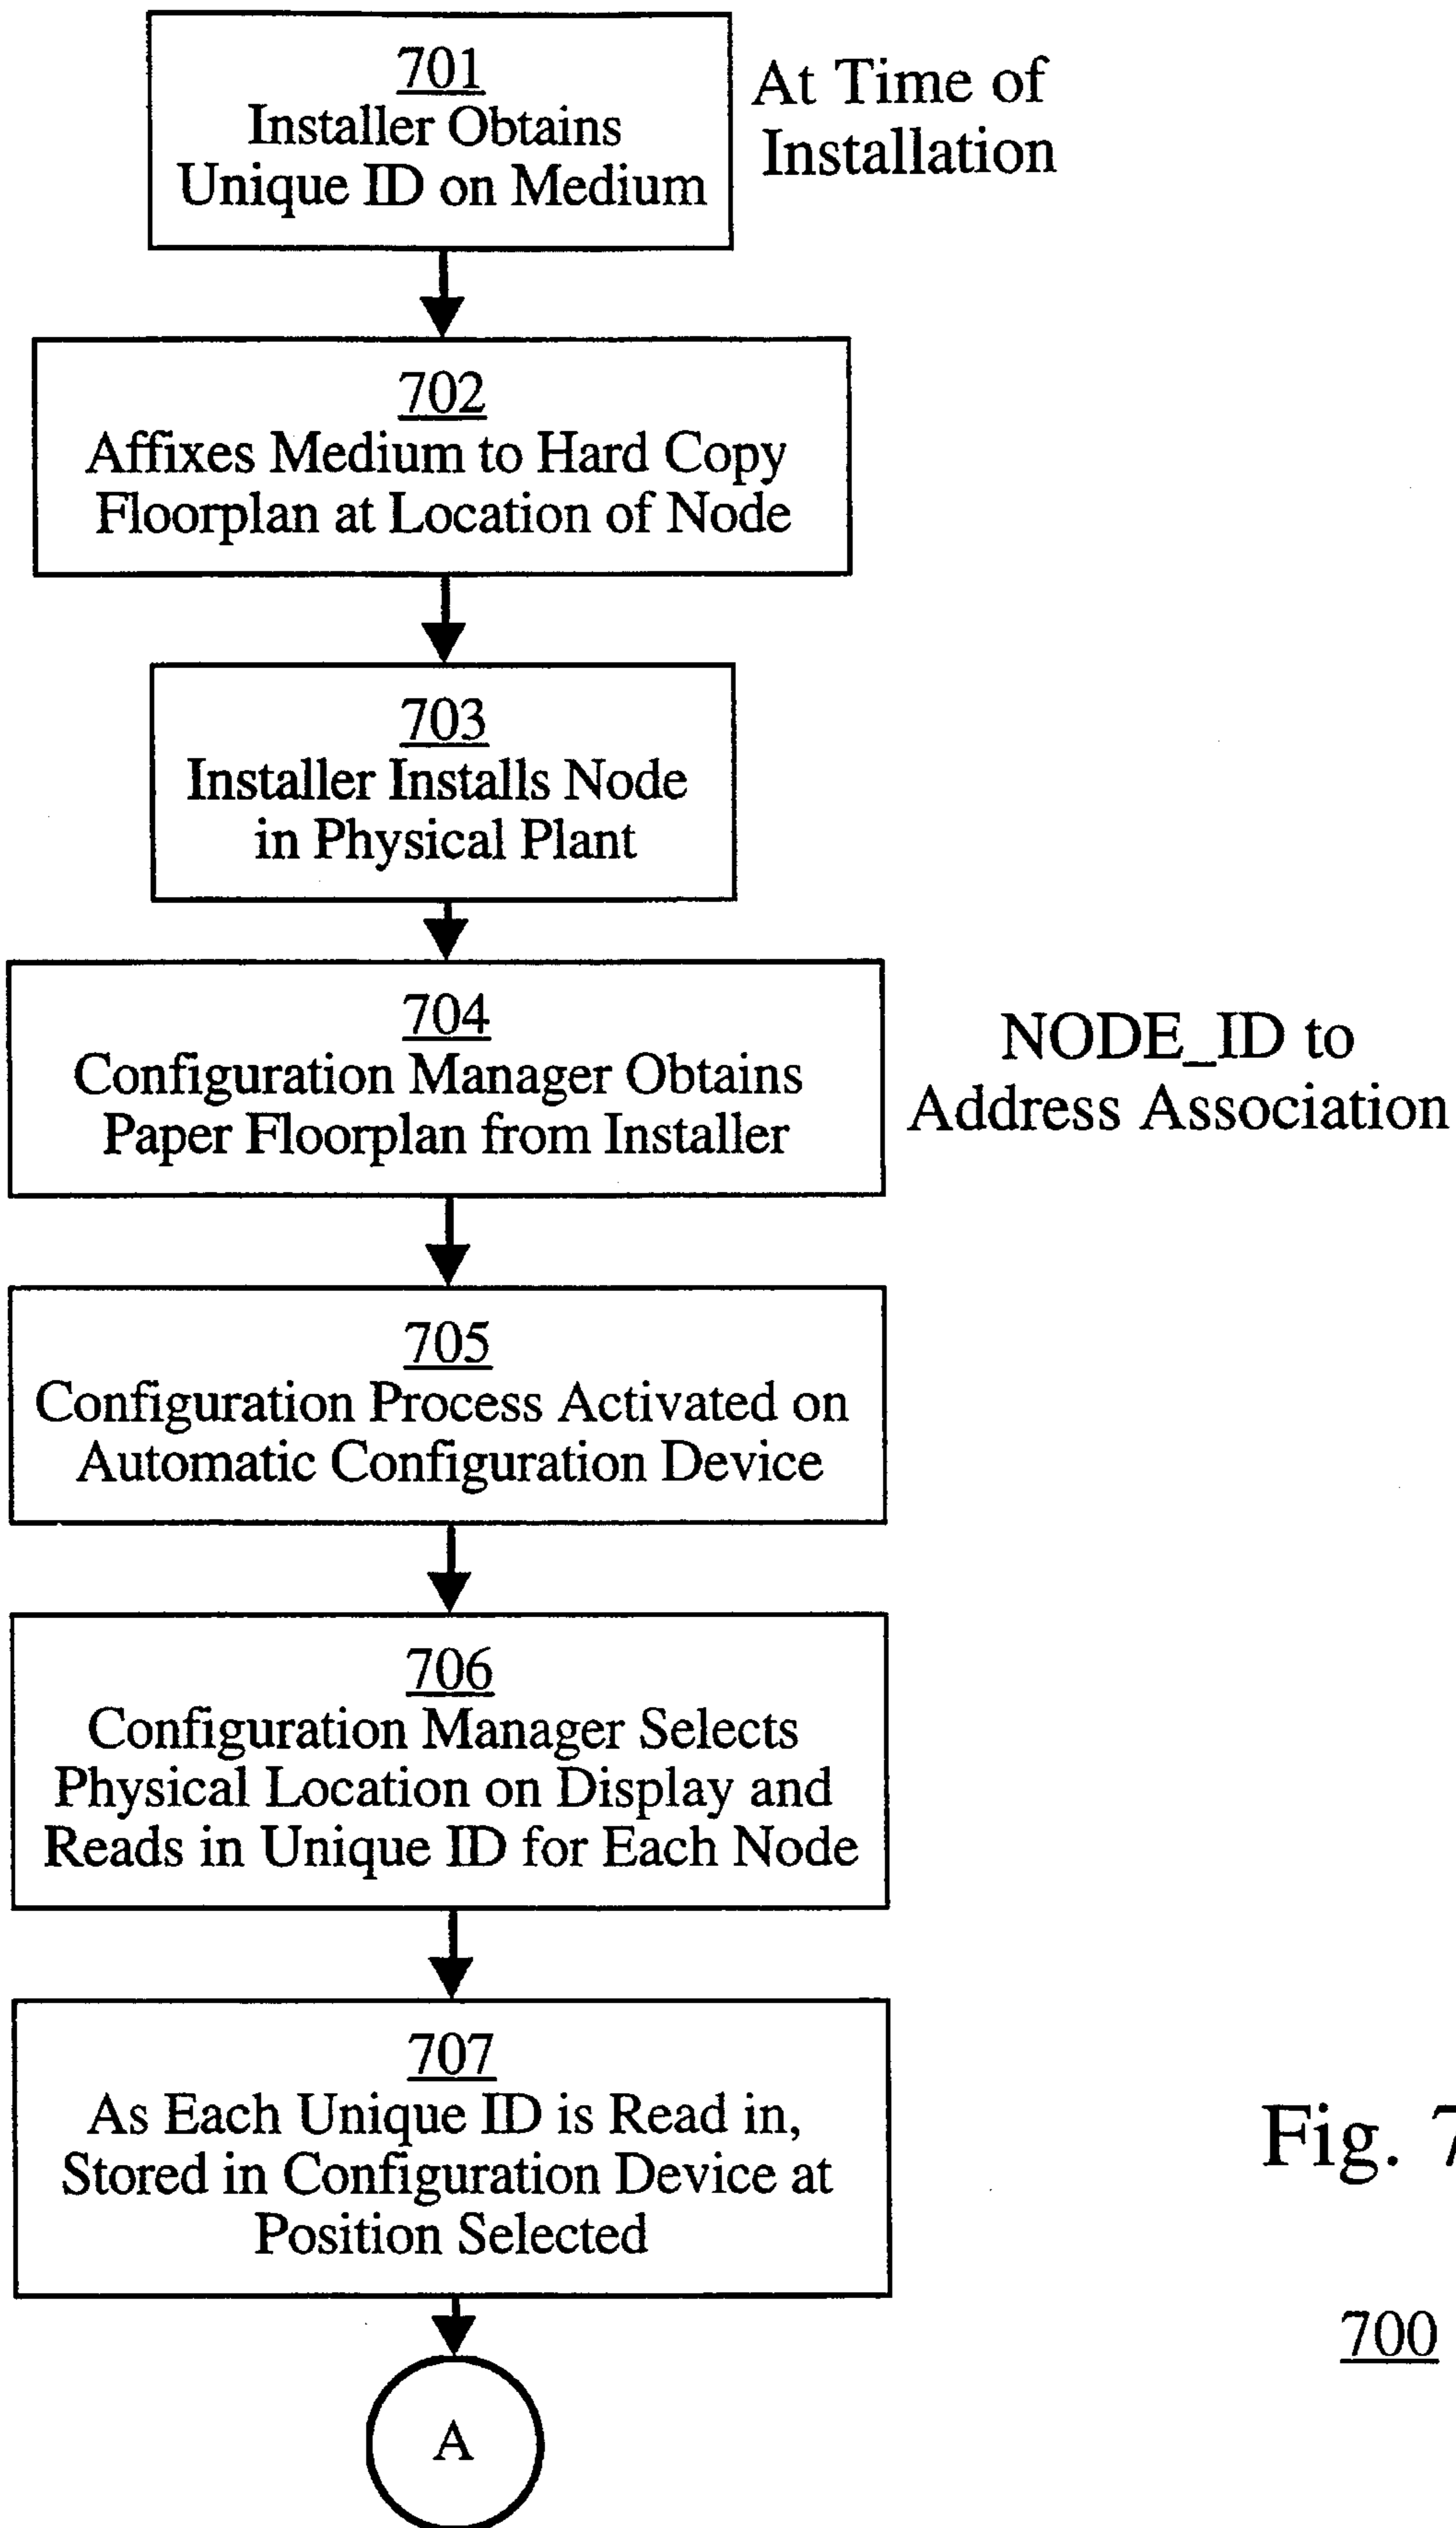 701
Installer Obtains
Unique ID on Medium
At Time of
Installation
702
Affixes Medium to Hard Copy
Floorplan at Location of Node
703
Installer Installs Node
in Physical Plant
704
Configuration Manager Obtains
Paper Floorplan from Installer
NODE_ID to
Address Association
705
Configuration Process Activated on
Automatic Configuration Device
706
Configuration Manager Selects
Physical Location on Display and
Reads in Unique ID for Each Node
707
As Each Unique ID is Read in,
Stored in Configuration Device at
Position Selected
Fig. 7
700
A